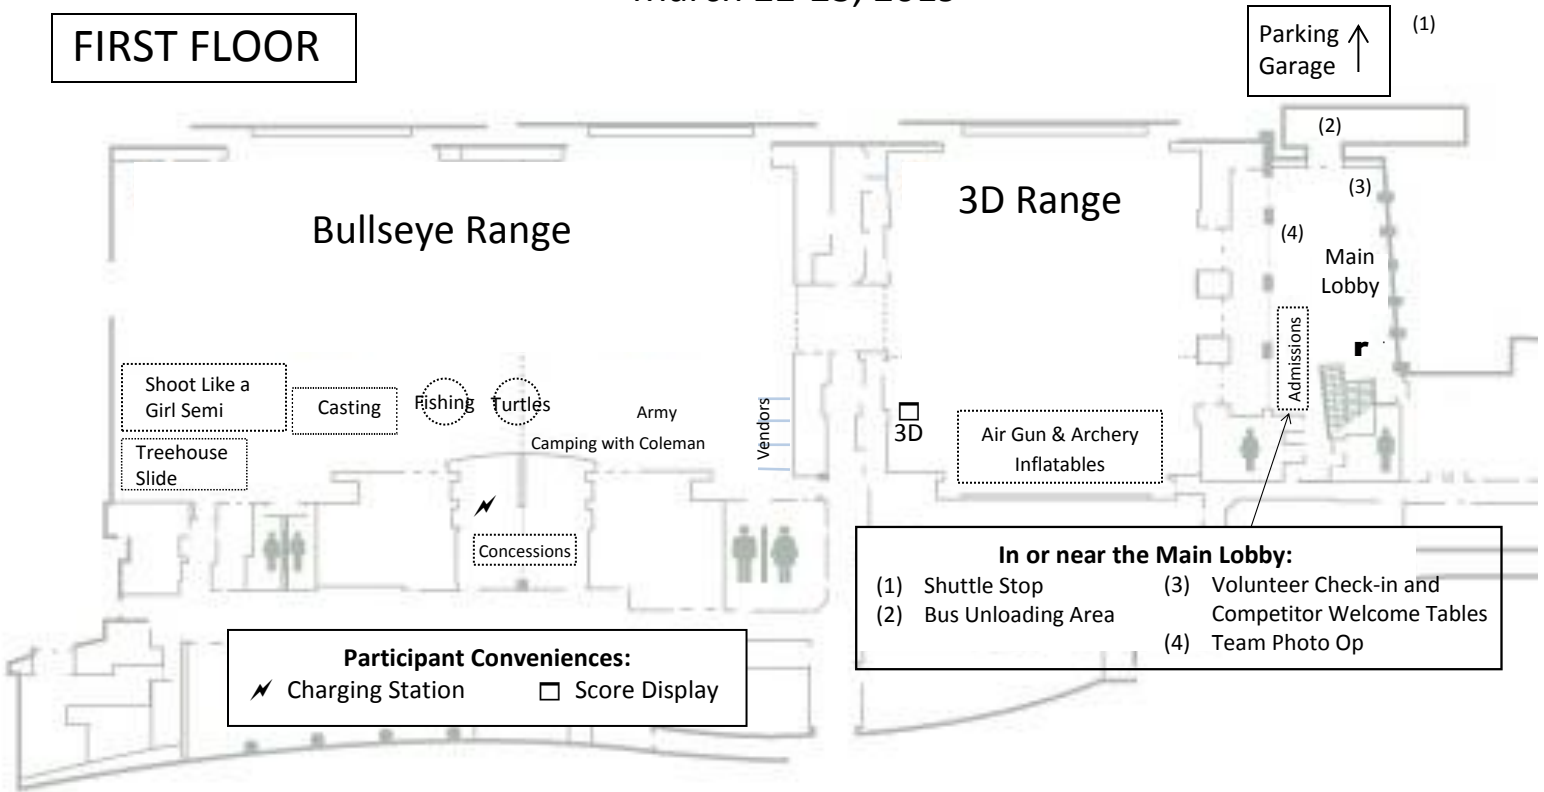 FIRST FLOOR
Parking
Garage
(1)
(2)
(3)
(4)
Bullseye Range
3D Range
Main
Lobby
Admissions
r
Shoot Like a
Girl Semi
Casting
Fishing
Turtles
Army
Camping with Coleman
Vendors
Treehouse
Slide
3D
Air Gun & Archery
Inflatables
Concessions
In or near the Main Lobby:
(1) Shuttle Stop
(2) Bus Unloading Area
(3) Volunteer Check-in and
Competitor Welcome Tables
(4) Team Photo Op
Participant Conveniences:
Charging Station
Score Display